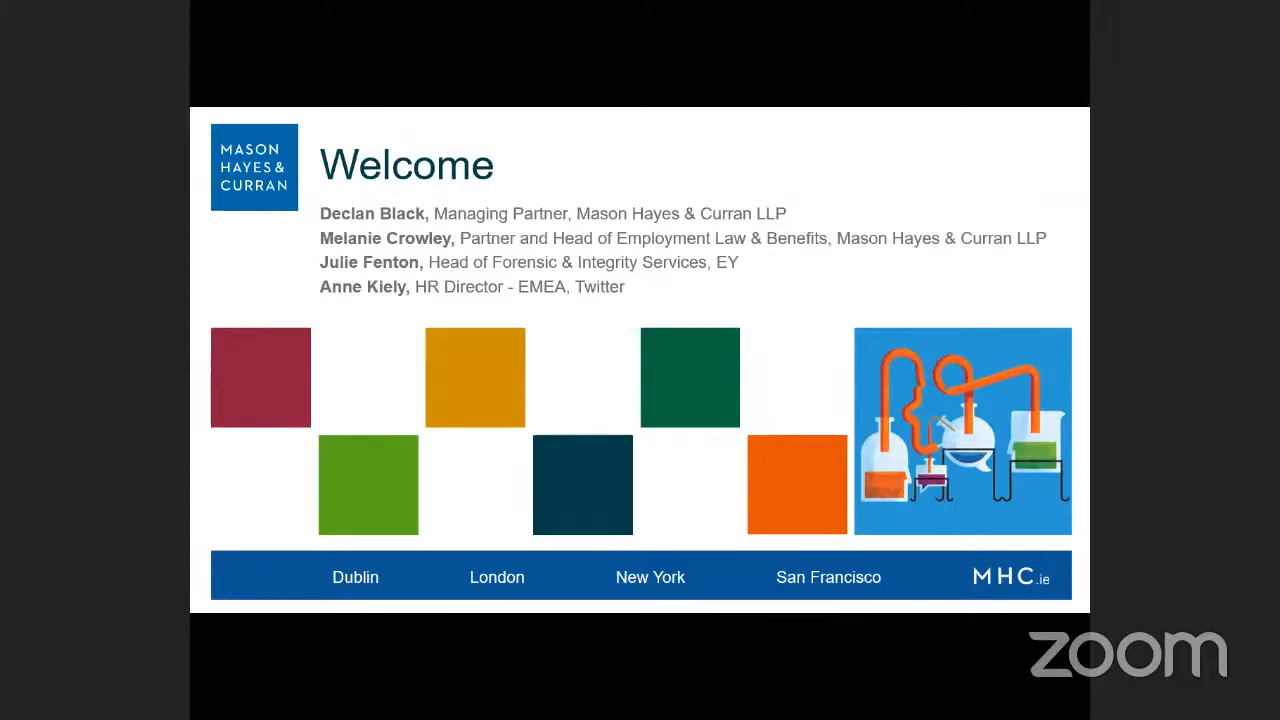 MASON
HAYES &
CURRAN
Welcome
Declan Black, Managing Partner, Mason Hayes & Curran LLP
Melanie Crowley, Partner and Head of Employment Law & Benefits, Mason Hayes & Curran LLP
Julie Fenton, Head of Forensic & Integrity Services, EY
Anne Kiely, HR Director - EMEA, Twitter
Dublin London New York San Francisco MHC.ie
zoom